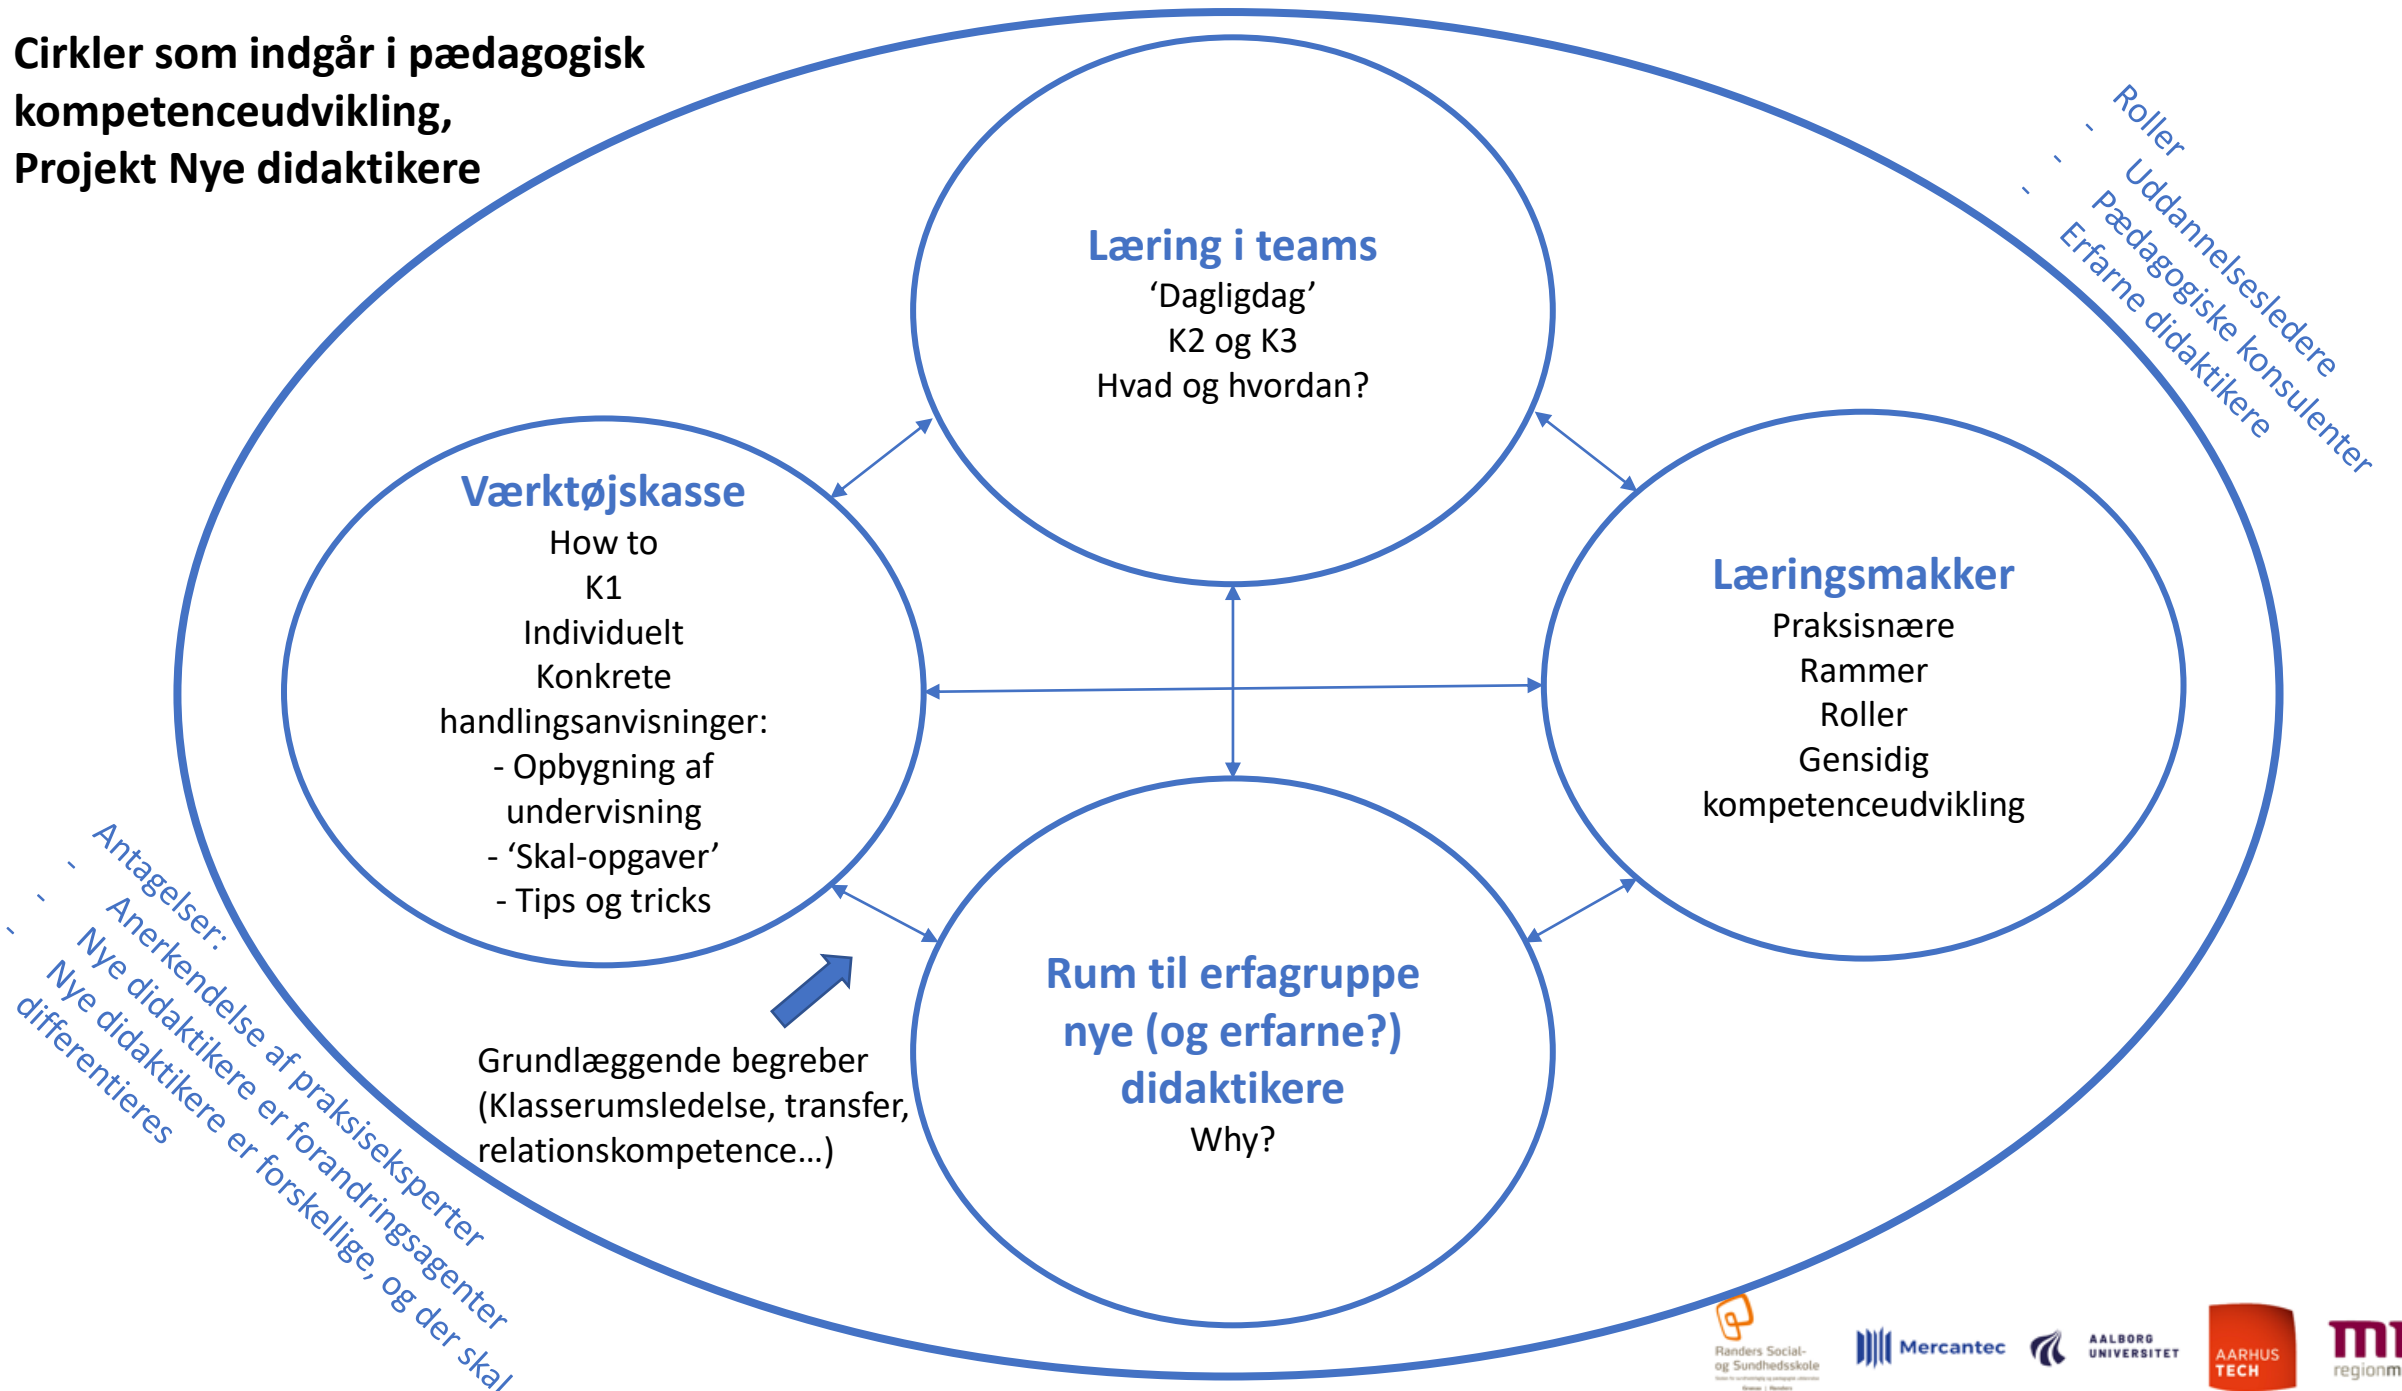 Cirkler som indgår i pædagogisk
kompetenceudvikling,
Projekt Nye didaktikere
Roller
- Uddannelsesledere
- Pædagogiske konsulenter
- Erfarne didaktikere
Læring i teams
‘Dagligdag’
K2 og K3
Hvad og hvordan?
Værktøjskasse
How to
K1
Individuelt
Konkrete
handlingsanvisninger:
- Opbygning af
undervisning
- ‘Skal-opgaver’
- Tips og tricks
Læringsmakker
Praksisnære
Rammer
Roller
Gensidig
kompetenceudvikling
Rum til erfagruppe
nye (og erfarne?)
didaktikere
Why?
Grundlæggende begreber
(Klasserumsledelse, transfer,
relationskompetence…)
Antagelser:
- Anerkendelse af praksiseksperter
- Nye didaktikere er forandringsagenter
- Nye didaktikere er forskellige, og der skal
differentieres
Randers Social-
og Sundhedsskole
Mercantec
AALBORG
UNIVERSITET
AARHUS
TECH
regionm